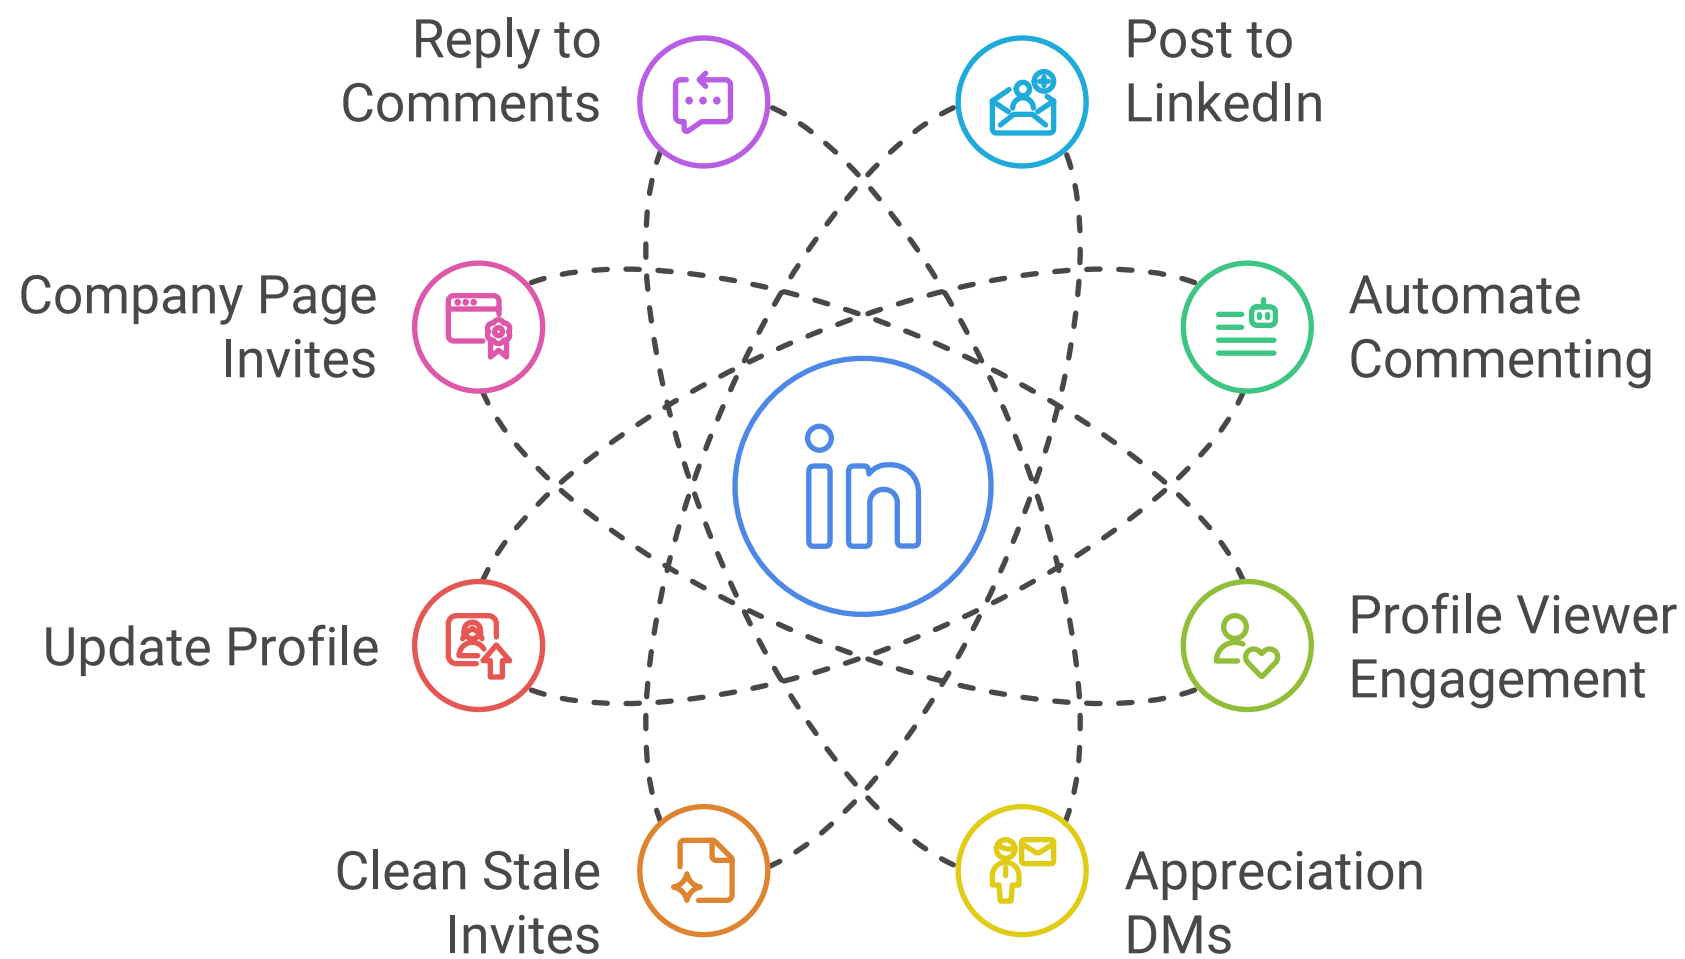 Reply to
Comments
Post to
LinkedIn
Company Page
Invites
Automate
Commenting
in
Update Profile
Profile Viewer
Engagement
Clean Stale
Invites
Appreciation
DMs